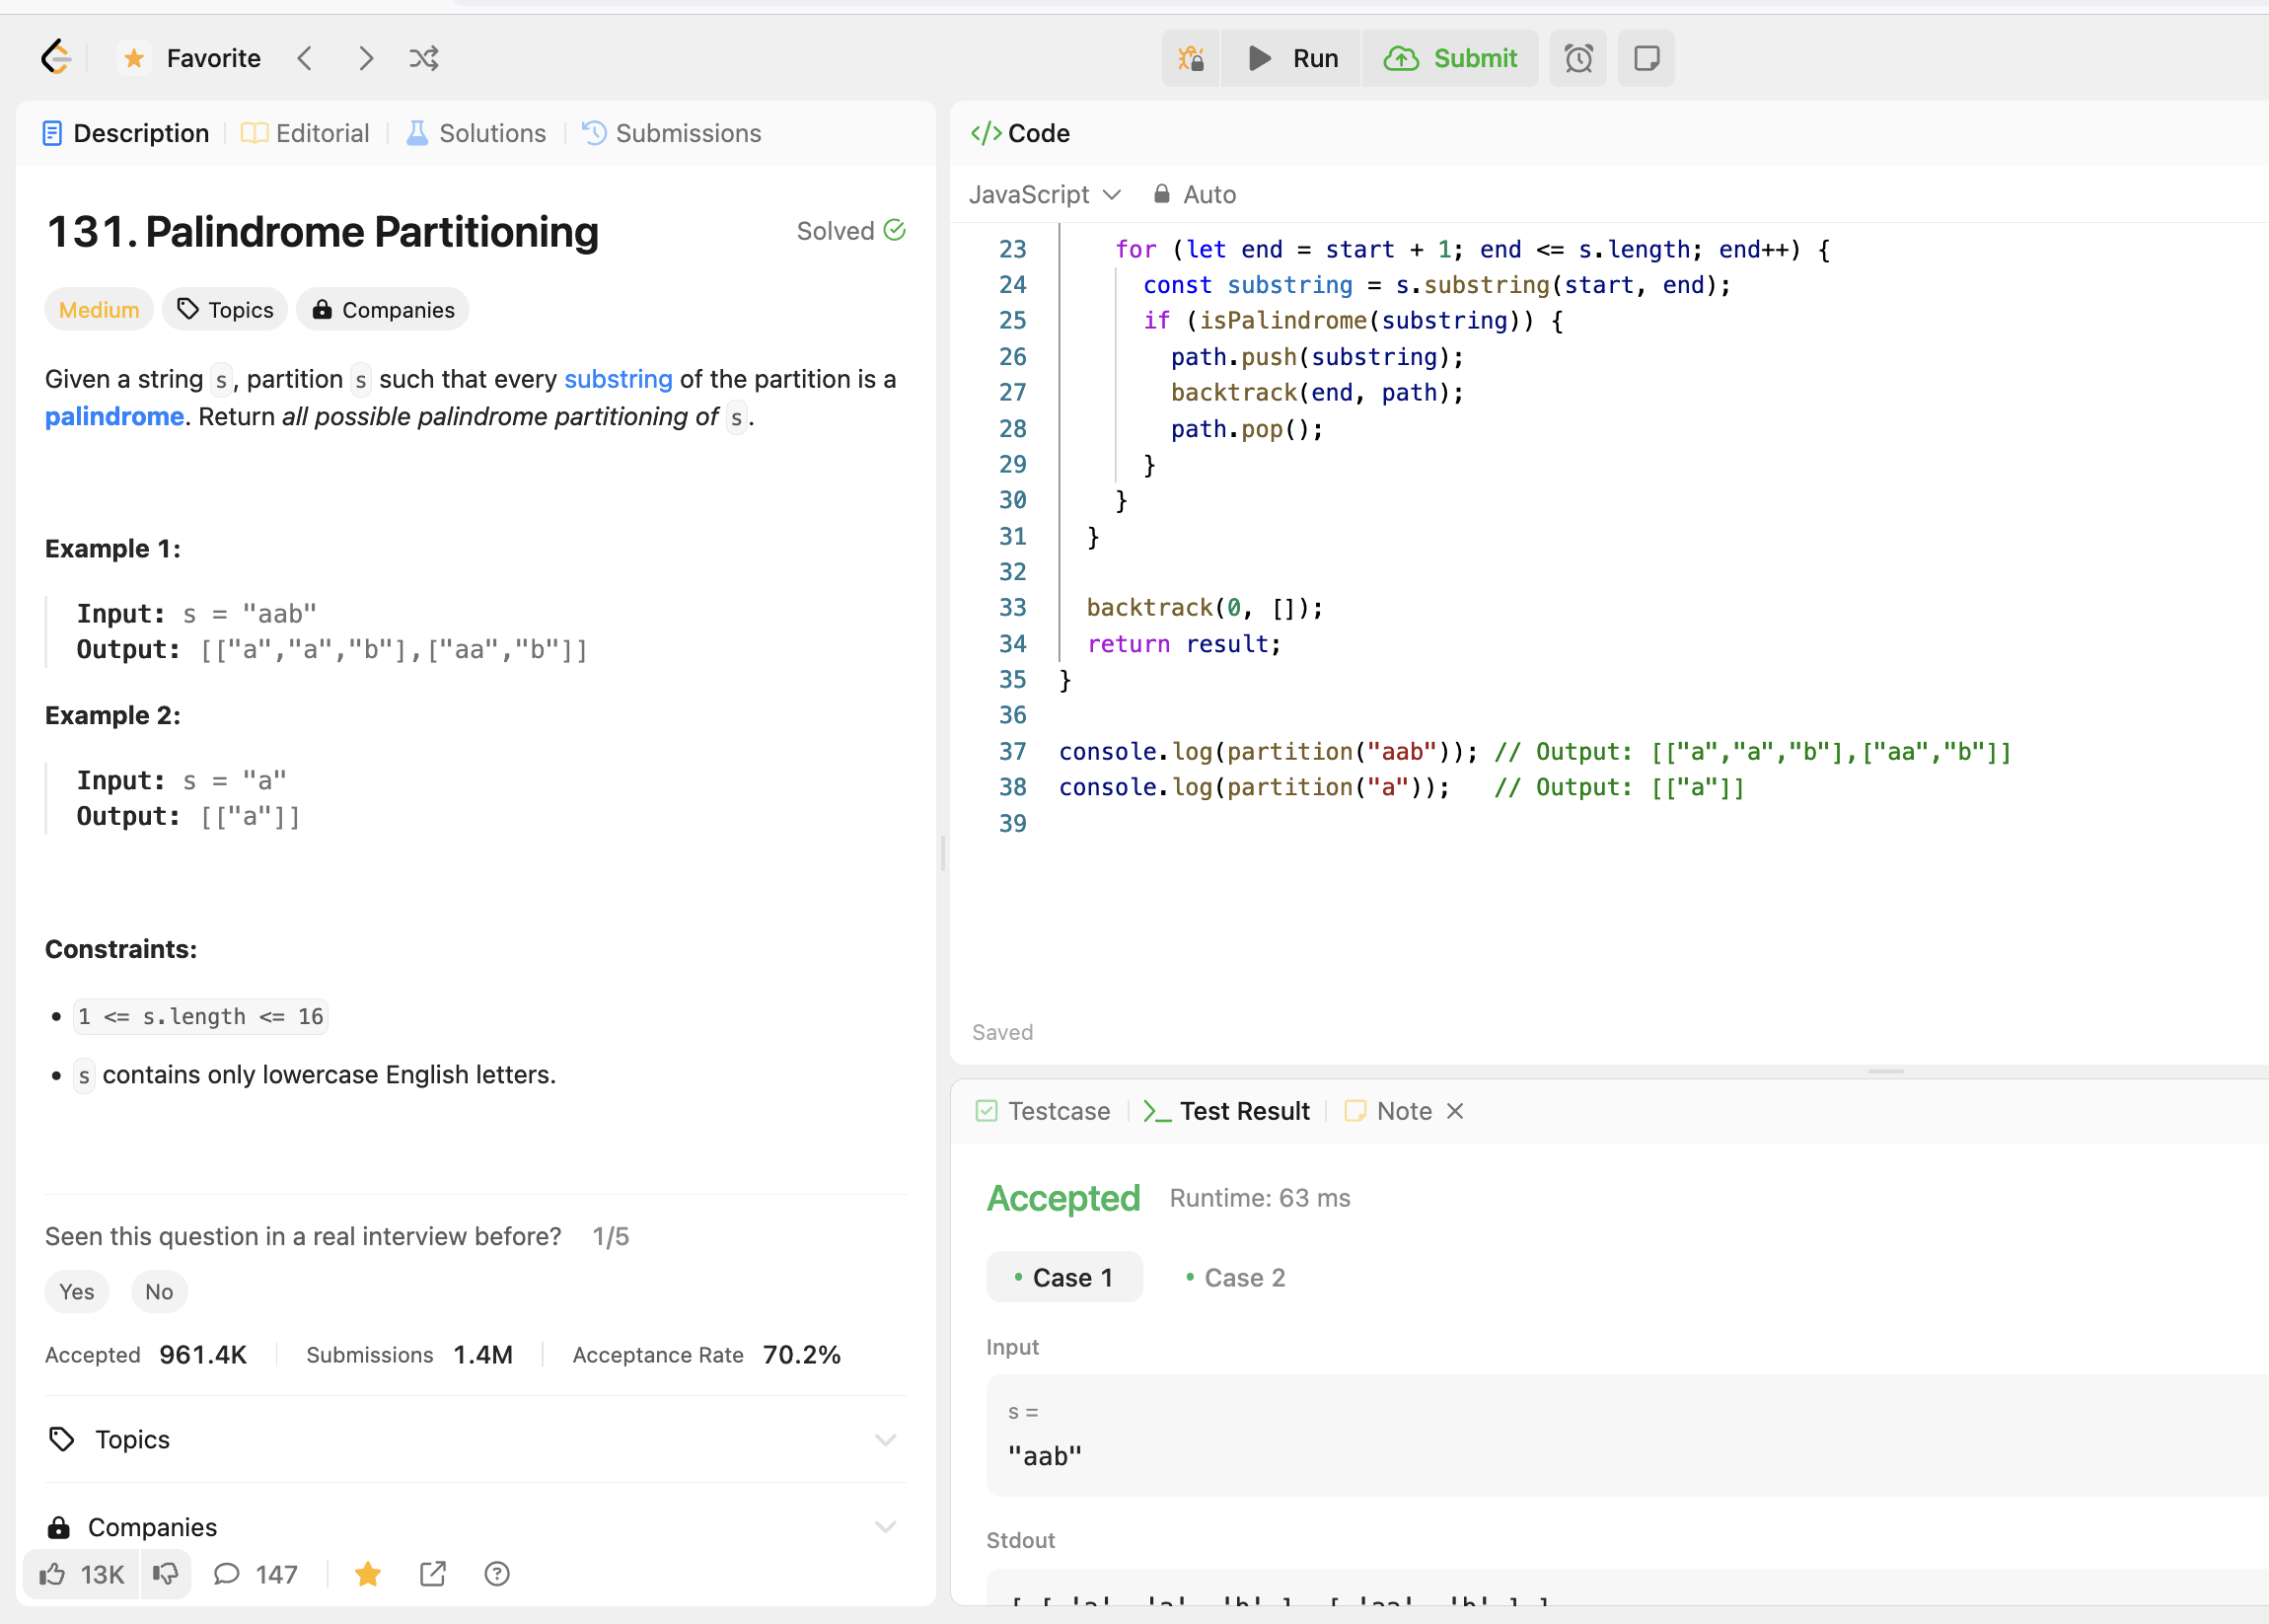 Favorite
Run
Submit
Description
Editorial
Solutions
Submissions
131. Palindrome Partitioning
Solved
Medium
Topics
Companies
Given a string s, partition s such that every substring of the partition is a
palindrome. Return all possible palindrome partitioning of s.
Example 1:
Input: s = "aab"
Output: [["a","a","b"],["aa","b"]]
Example 2:
Input: s = "a"
Output: [["a"]]
Constraints:
1 <= s.length <= 16
s contains only lowercase English letters.
Seen this question in a real interview before? 1/5
Yes
No
Accepted 961.4K
Submissions 1.4M
Acceptance Rate 70.2%
Topics
Companies
13K
147
</> Code
JavaScript
Auto
23 for (let end = start + 1; end <= s.length; end++) {
24 const substring = s.substring(start, end);
25 if (isPalindrome(substring)) {
26 path.push(substring);
27 backtrack(end, path);
28 path.pop();
29 }
30 }
31 }
32
33 backtrack(0, []);
34 return result;
35 }
36
37 console.log(partition("aab")); // Output: [["a","a","b"],["aa","b"]]
38 console.log(partition("a")); // Output: [["a"]]
39
Saved
Testcase
Test Result
Note
Accepted
Runtime: 63 ms
Case 1
Case 2
Input
s =
"aab"
Stdout
[ [ 'a', 'a', 'b' ], [ 'aa', 'b' ] ]